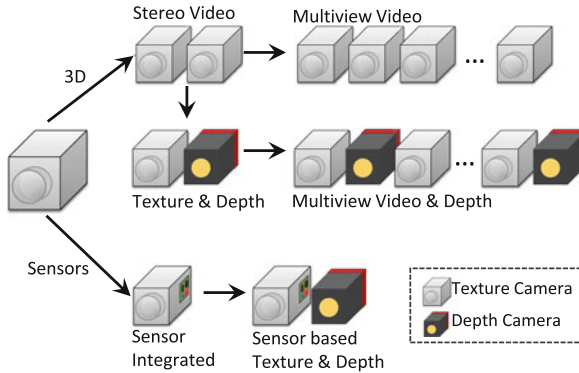 Stereo Video
Multiview Video
3D
...
Texture & Depth
...
Multiview Video & Depth
Sensors
Sensor
Integrated
Sensor based
Texture & Depth
Texture Camera
Depth Camera